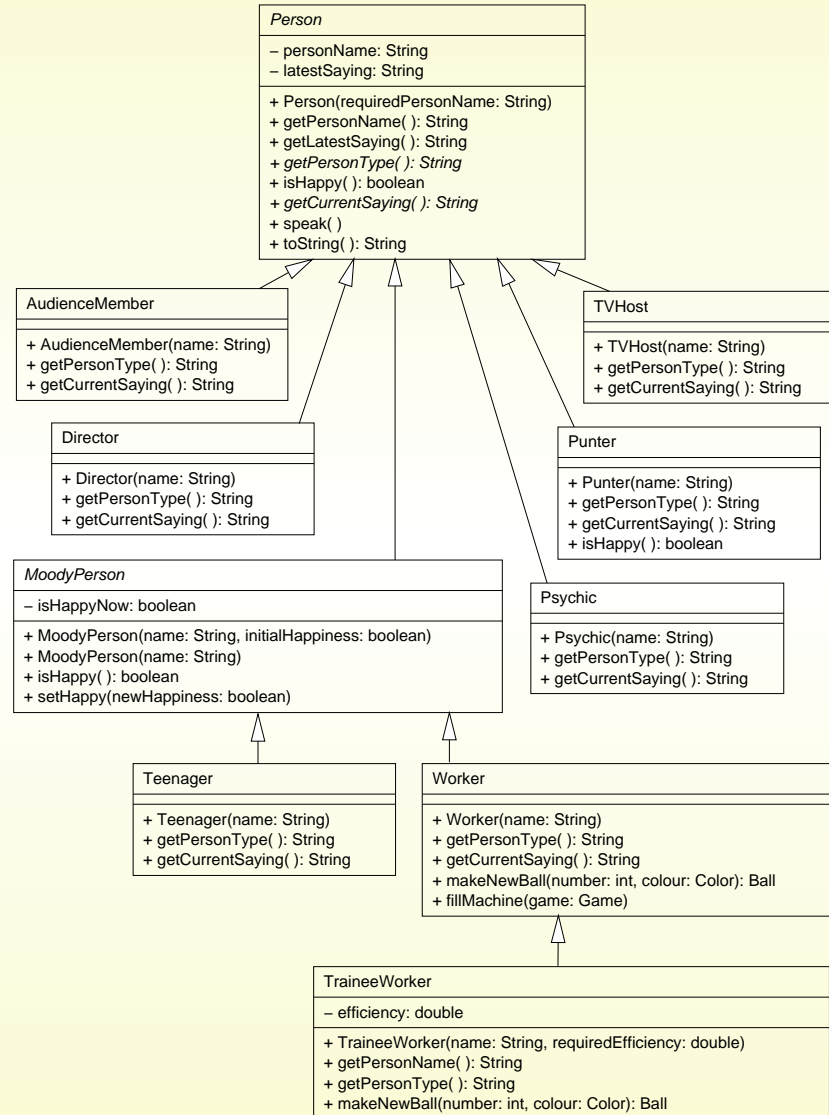 Person
– personName: String
– latestSaying: String
+ Person(requiredPersonName: String)
+ getPersonName( ): String
+ getLatestSaying( ): String
+ getPersonType( ): String
+ isHappy( ): boolean
+ getCurrentSaying( ): String
+ speak( )
+ toString( ): String
AudienceMember
+ AudienceMember(name: String)
+ getPersonType( ): String
+ getCurrentSaying( ): String
TVHost
+ TVHost(name: String)
+ getPersonType( ): String
+ getCurrentSaying( ): String
Director
+ Director(name: String)
+ getPersonType( ): String
+ getCurrentSaying( ): String
Punter
+ Punter(name: String)
+ getPersonType( ): String
+ getCurrentSaying( ): String
+ isHappy( ): boolean
MoodyPerson
– isHappyNow: boolean
+ MoodyPerson(name: String, initialHappiness: boolean)
+ MoodyPerson(name: String)
+ isHappy( ): boolean
+ setHappy(newHappiness: boolean)
Psychic
+ Psychic(name: String)
+ getPersonType( ): String
+ getCurrentSaying( ): String
Teenager
+ Teenager(name: String)
+ getPersonType( ): String
+ getCurrentSaying( ): String
Worker
+ Worker(name: String)
+ getPersonType( ): String
+ getCurrentSaying( ): String
+ makeNewBall(number: int, colour: Color): Ball
+ fillMachine(game: Game)
TraineeWorker
– efficiency: double
+ TraineeWorker(name: String, requiredEfficiency: double)
+ getPersonName( ): String
+ getPersonType( ): String
+ makeNewBall(number: int, colour: Color): Ball